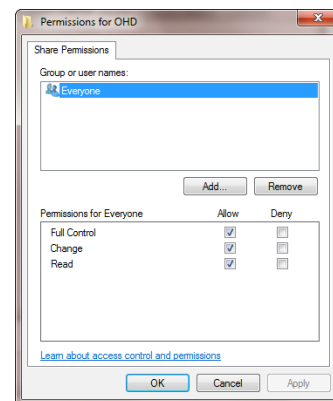 Permissions for OHD
Share Permissions
Group or user names:
Everyone
Add...
Remove
Permissions for Everyone Allow Deny
Full Control
Change
Read
Learn about access control and permissions
OK Cancel Apply